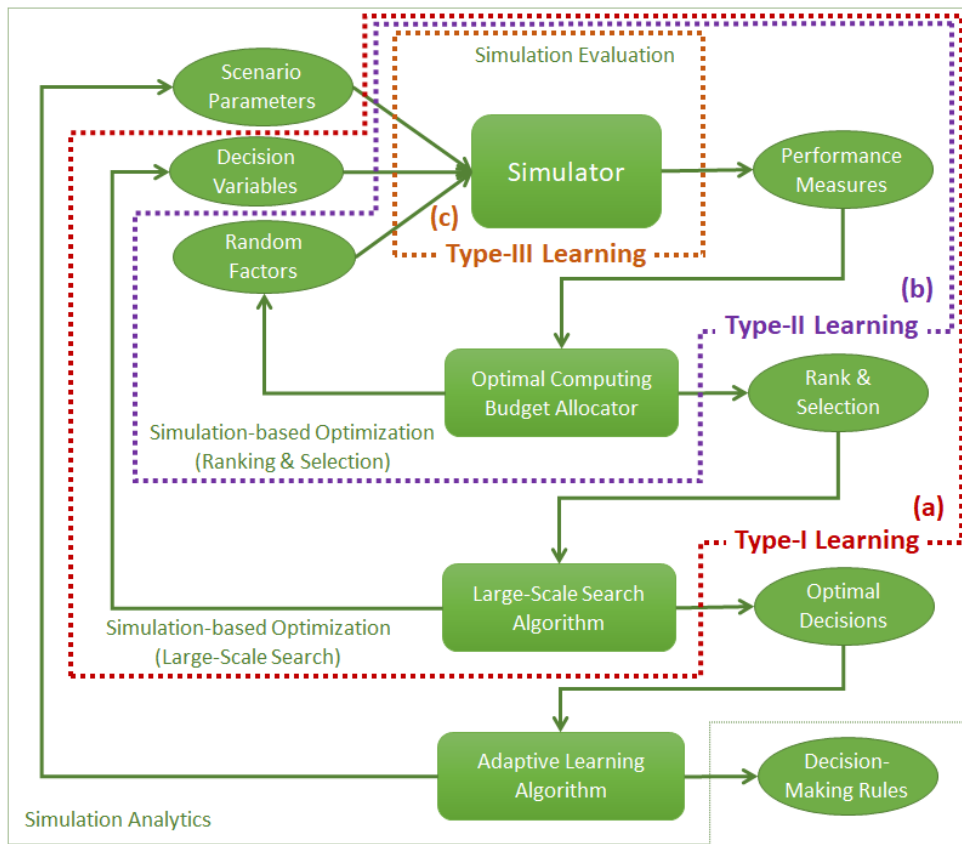 Simulation Evaluation
Scenario
Parameters
Decision
Variables
Random
Factors
Simulator
Performance
Measures
(c)
Type-III Learning
(b)
Type-II Learning
Optimal Computing
Budget Allocator
Rank &
Selection
Simulation-based Optimization
(Ranking & Selection)
(a)
Type-I Learning
Large-Scale Search
Algorithm
Optimal
Decisions
Simulation-based Optimization
(Large-Scale Search)
Adaptive Learning
Algorithm
Decision-
Making Rules
Simulation Analytics